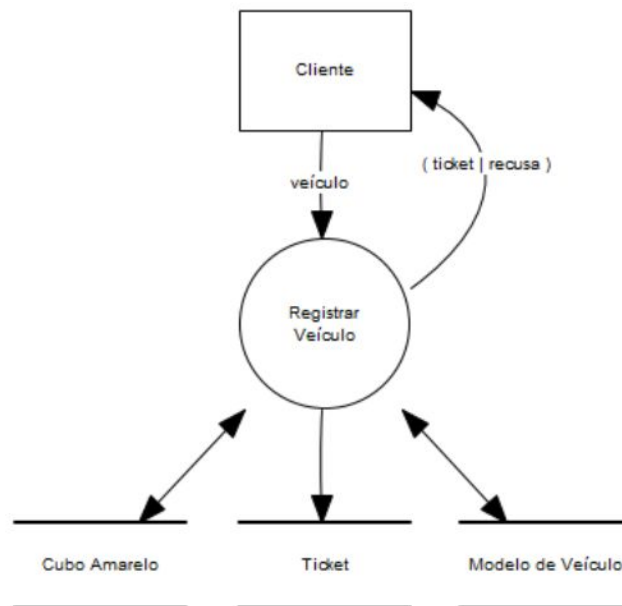 Cliente
veículo
( ticket | recusa )
Registrar
Veículo
Cubo Amarelo
Ticket
Modelo de Veículo